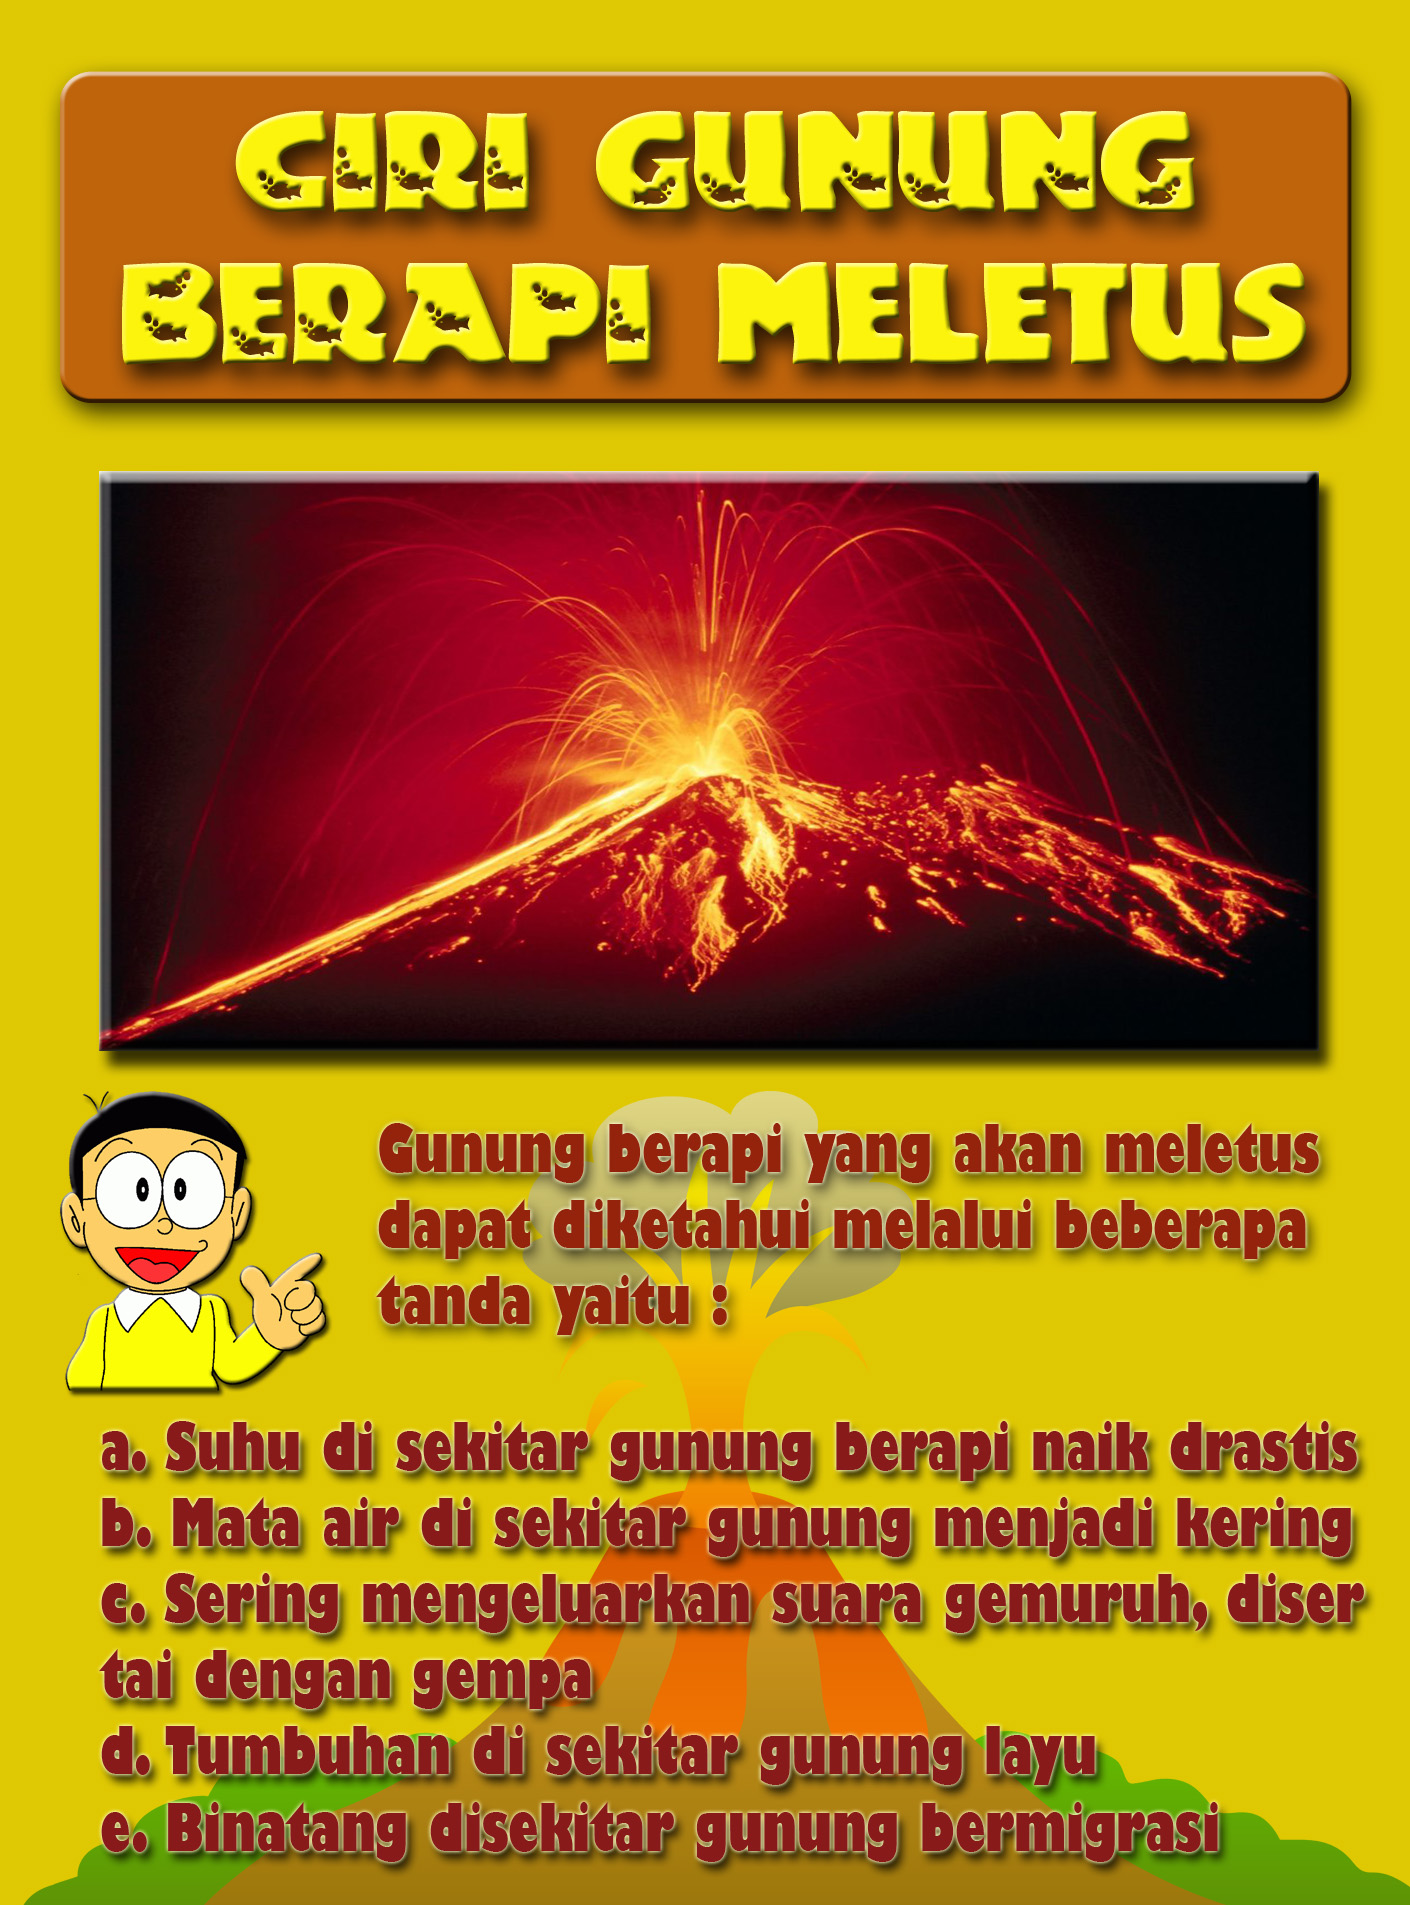 CIRI GUNUNG
BERAPI MELETUS
Gunung berapi yang akan meletus
dapat diketahui melalui beberapa
tanda yaitu :
a. Suhu di sekitar gunung berapi naik drastis
b. Mata air di sekitar gunung menjadi kering
c. Sering mengeluarkan suara gemuruh, diser
tai dengan gempa
d. Tumbuhan di sekitar gunung layu
e. Binatang disekitar gunung bermigrasi